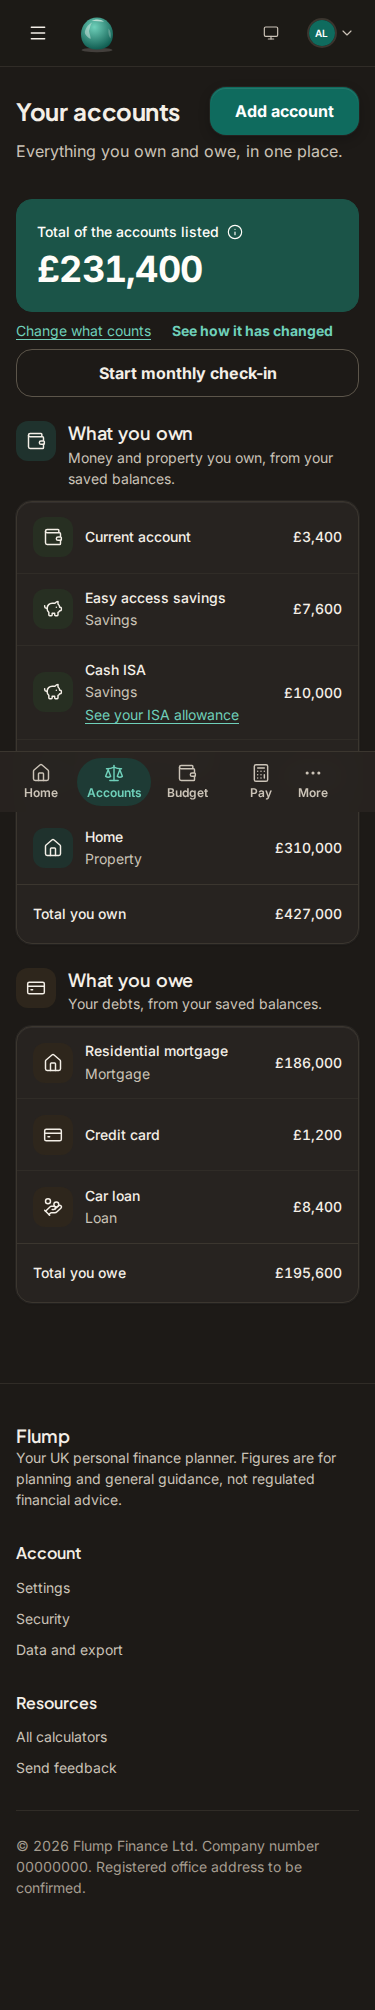 AL
Your accounts
Add account
Everything you own and owe, in one place.
Total of the accounts listed
£231,400
Change what counts
See how it has changed
Start monthly check-in
What you own
Money and property you own, from your
saved balances.
Current account
£3,400
Easy access savings
Savings
£7,600
Cash ISA
Savings
£10,000
See your ISA allowance
Home
Accounts
Budget
Pay
More
Home
Property
£310,000
Total you own
£427,000
What you owe
Your debts, from your saved balances.
Residential mortgage
Mortgage
£186,000
Credit card
£1,200
Car loan
Loan
£8,400
Total you owe
£195,600
Flump
Your UK personal finance planner. Figures are for
planning and general guidance, not regulated
financial advice.
Account
Settings
Security
Data and export
Resources
All calculators
Send feedback
© 2026 Flump Finance Ltd. Company number
00000000. Registered office address to be
confirmed.